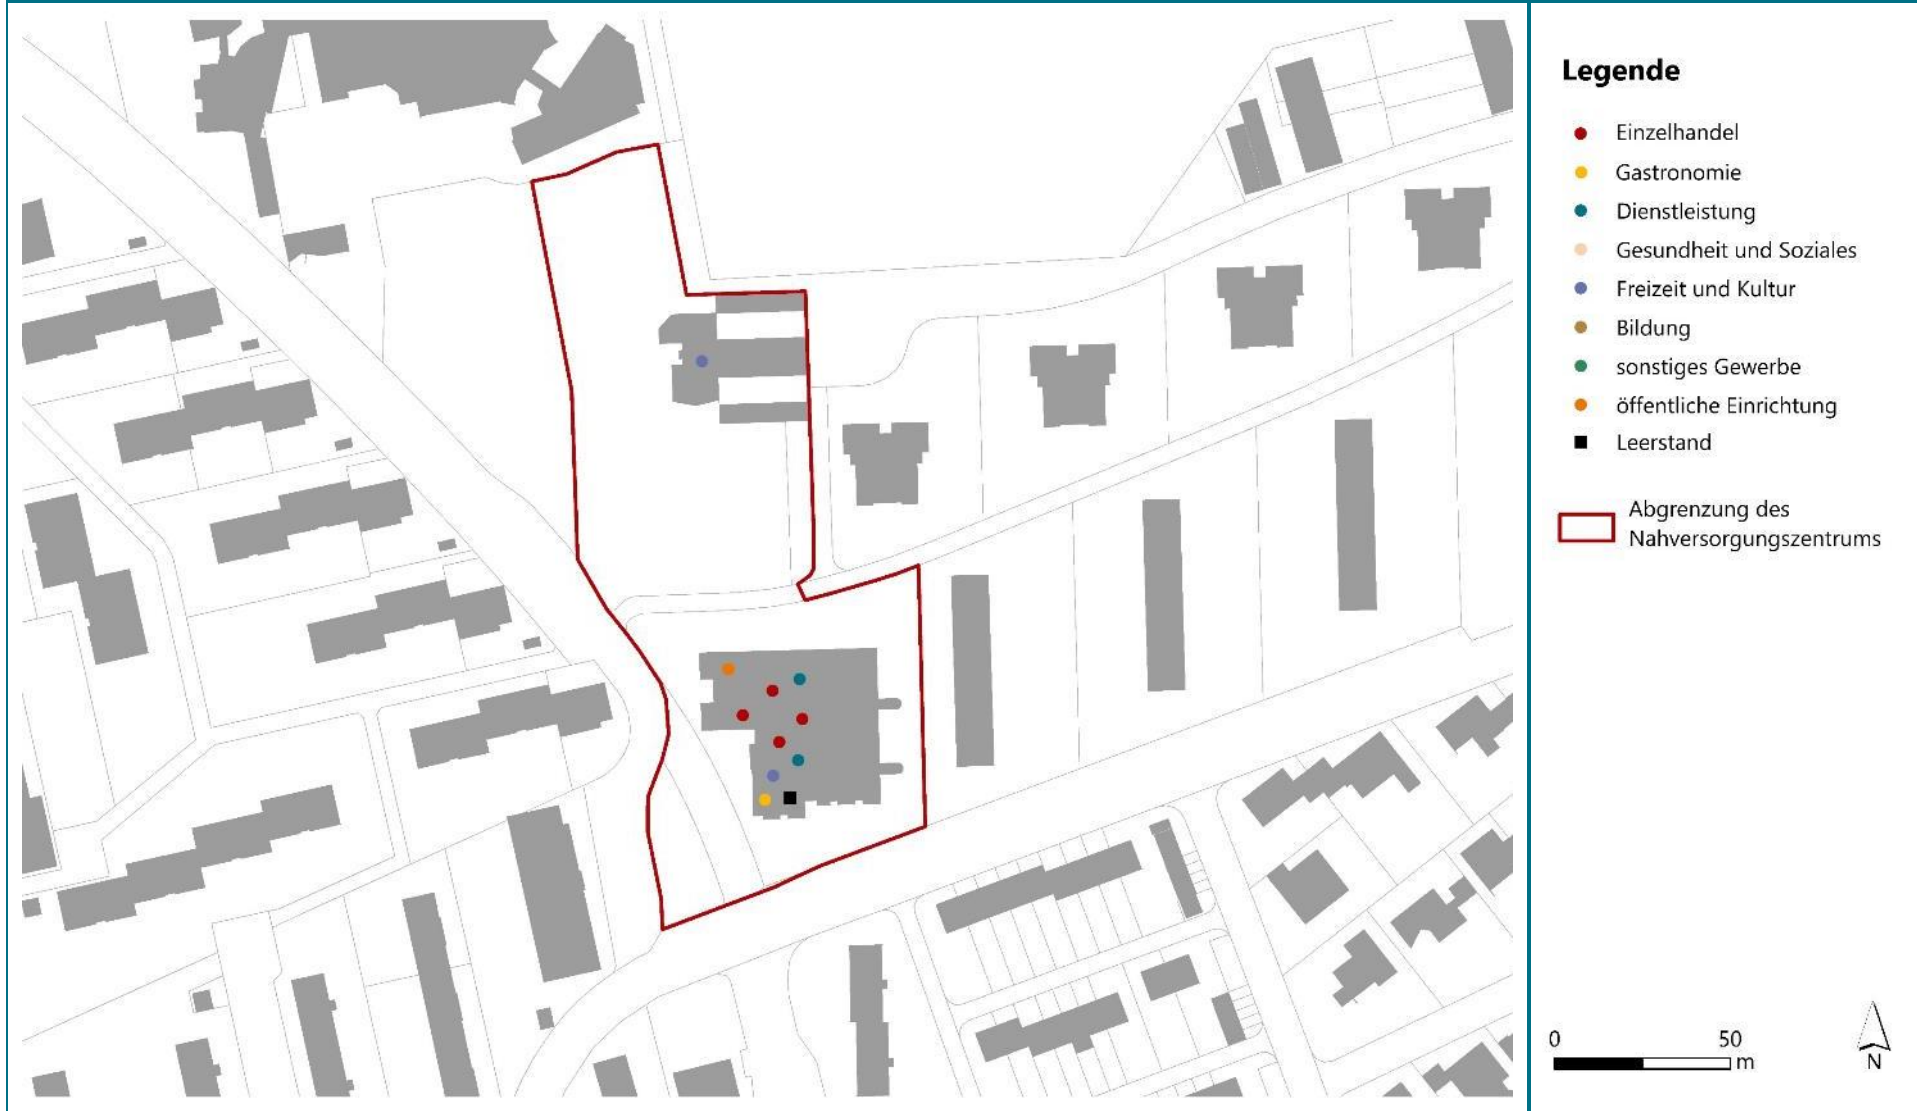 Legende
Einzelhandel
Gastronomie
Dienstleistung
Gesundheit und Soziales
Freizeit und Kultur
Bildung
sonstiges Gewerbe
öffentliche Einrichtung
Leerstand
Abgrenzung des
Nahversorgungszentrums
0 50
m
N